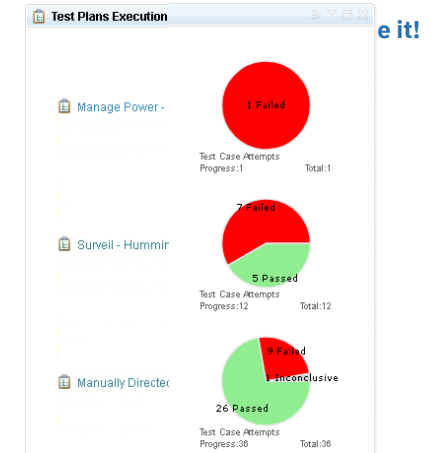 Test Plans Execution
e it!
Manage Power -
1 Failed
Test Case Attempts
Progress:1 Total:1
Surveil - Hummin
7 Failed
5 Passed
Test Case Attempts
Progress:12 Total:12
Manually Directed
9 Failed
1 Inconclusive
26 Passed
Test Case Attempts
Progress:36 Total:36